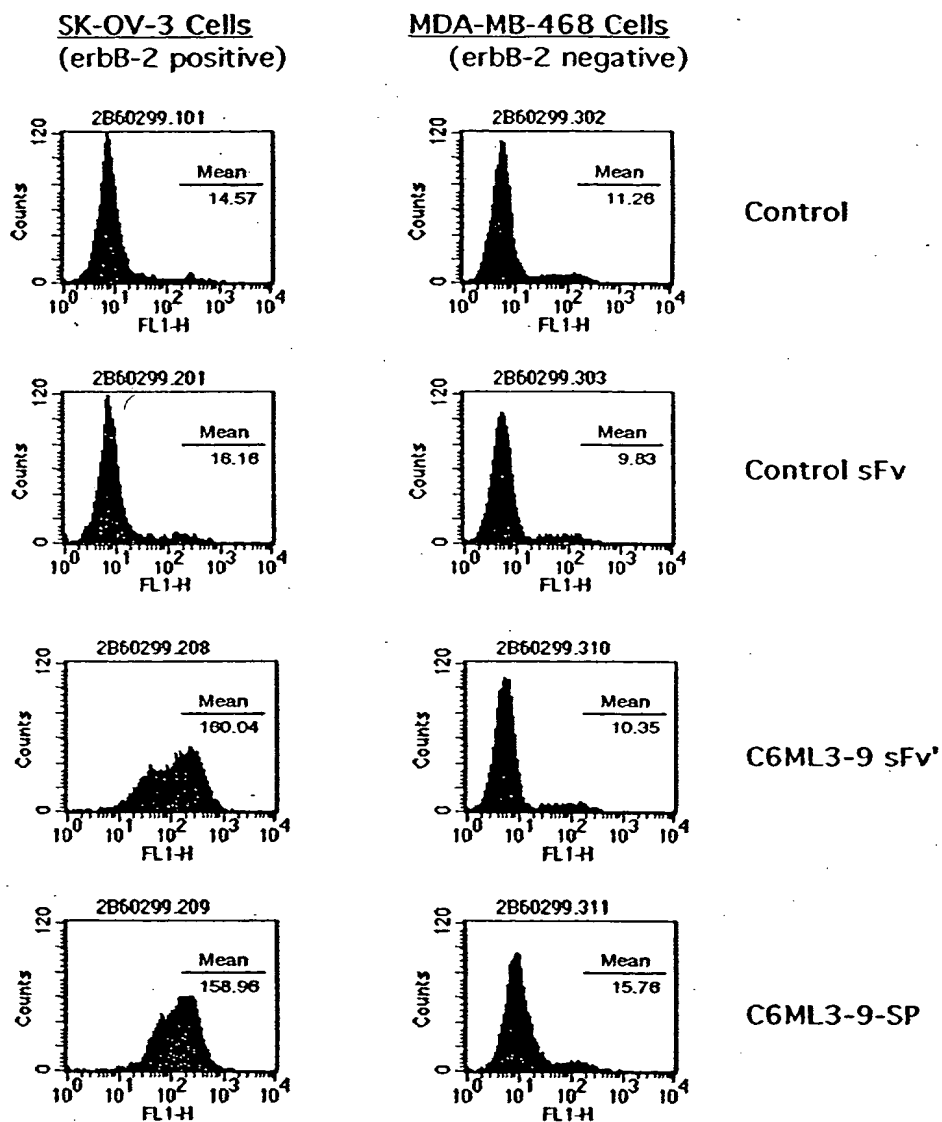 SK-OV-3 Cells
(erbB-2 positive)
MDA-MB-468 Cells
(erbB-2 negative)
2B60299.101
120
Counts
0
Mean
14.57
10^0 10^1 10^2 10^3 10^4
FL1-H
2B60299.302
120
Counts
0
Mean
11.26
10^0 10^1 10^2 10^3 10^4
FL1-H
Control
2B60299.201
120
Counts
0
Mean
16.16
10^0 10^1 10^2 10^3 10^4
FL1-H
2B60299.303
120
Counts
0
Mean
9.83
10^0 10^1 10^2 10^3 10^4
FL1-H
Control sFv
2B60299.208
120
Counts
0
Mean
160.04
10^0 10^1 10^2 10^3 10^4
FL1-H
2B60299.310
120
Counts
0
Mean
10.35
10^0 10^1 10^2 10^3 10^4
FL1-H
C6ML3-9 sFv'
2B60299.209
120
Counts
0
Mean
158.96
10^0 10^1 10^2 10^3 10^4
FL1-H
2B60299.311
120
Counts
0
Mean
15.76
10^0 10^1 10^2 10^3 10^4
FL1-H
C6ML3-9-SP